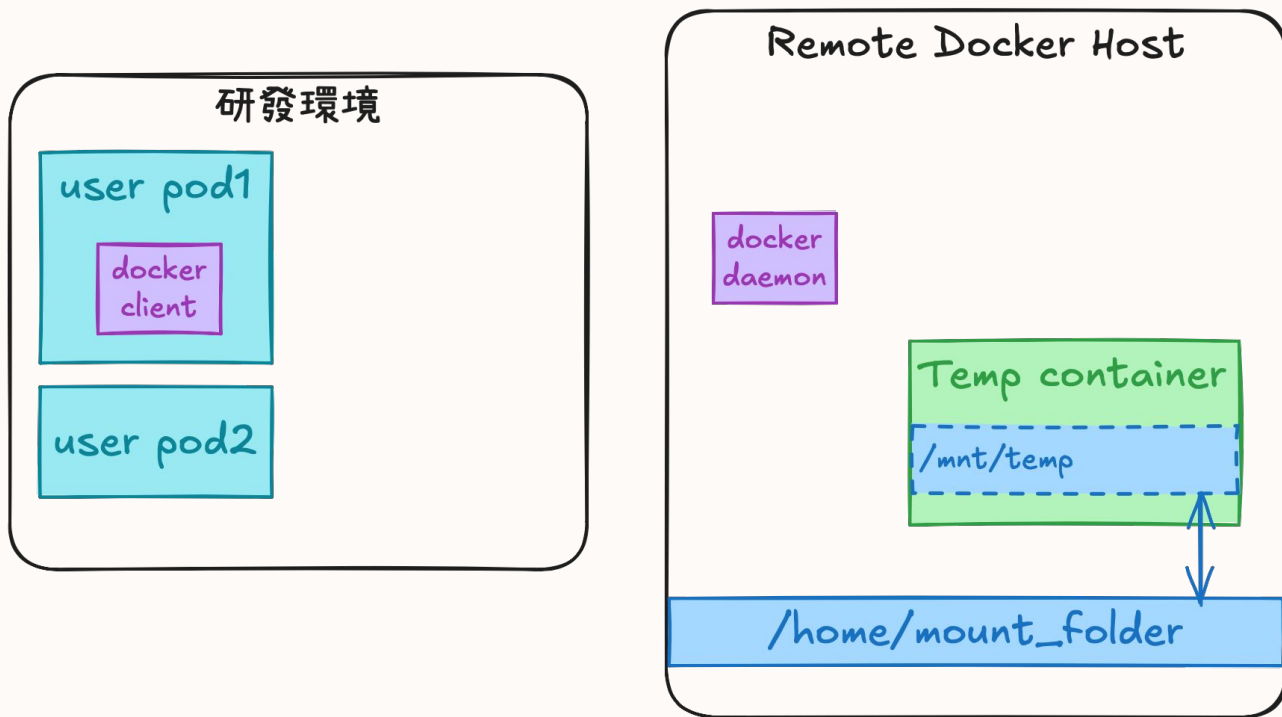 研發環境
user pod1
docker
client
user pod2
Remote Docker Host
docker
daemon
Temp container
/mnt/temp
/home/mount_folder